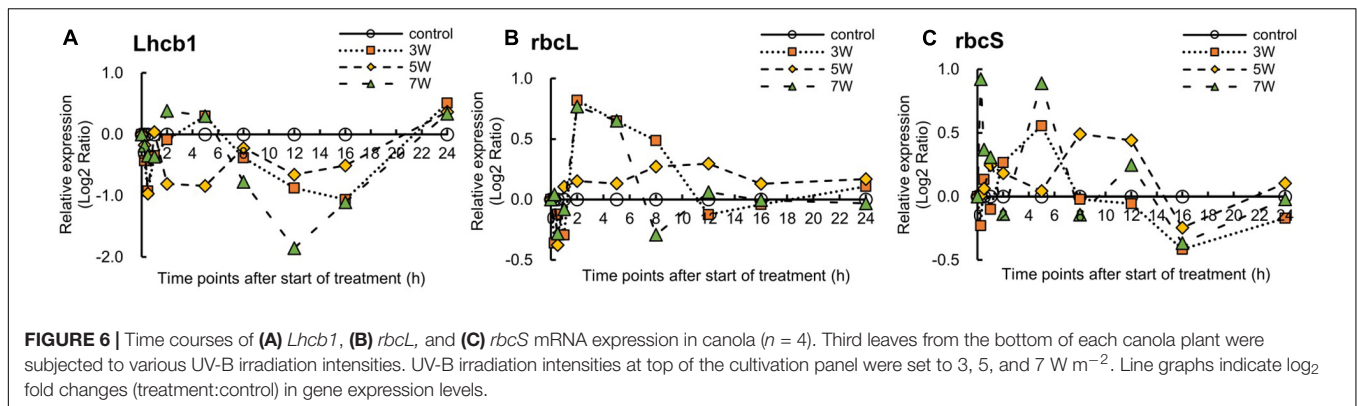 A
Lhcb1
control
3W
5W
7W
Relative expression
(Log2 Ratio)
1.0
0.0
-1.0
-2.0
2 4 6 8 10 12 14 16 18 20 22 24
Time points after start of treatment (h)
B
rbcL
control
3W
5W
7W
Relative expression
(Log2 Ratio)
1.0
0.5
0.0
-0.5
0 2 4 6 8 10 12 14 16 18 20 22 24
Time points after start of treatment (h)
C
rbcS
control
3W
5W
7W
Relative expression
(Log2 Ratio)
1.0
0.5
0.0
-0.5
2 4 6 8 10 12 14 16 18 20 22 24
Time points after start of treatment (h)
FIGURE 6 | Time courses of (A) Lhcb1, (B) rbcL, and (C) rbcS mRNA expression in canola (n = 4). Third leaves from the bottom of each canola plant were
subjected to various UV-B irradiation intensities. UV-B irradiation intensities at top of the cultivation panel were set to 3, 5, and 7 W m⁻². Line graphs indicate log₂
fold changes (treatment:control) in gene expression levels.